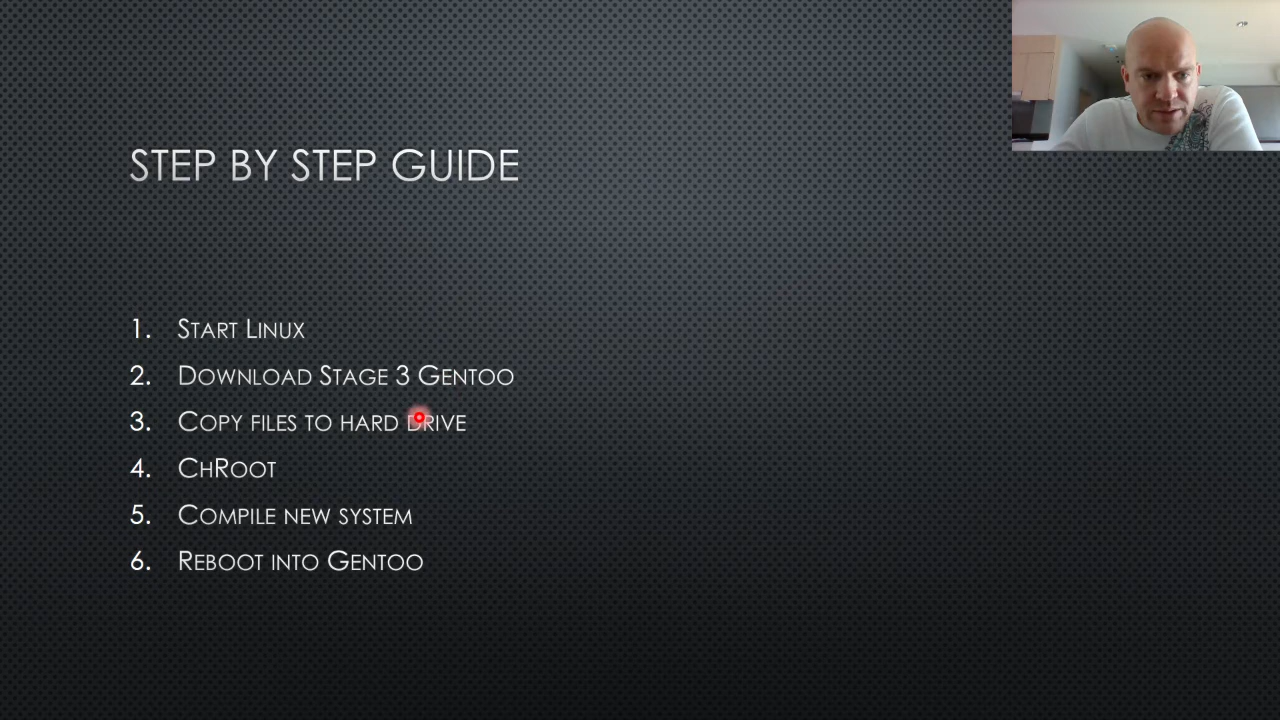 STEP BY STEP GUIDE
1. Start Linux
2. Download Stage 3 Gentoo
3. Copy files to hard drive
4. ChRoot
5. Compile new system
6. Reboot into Gentoo